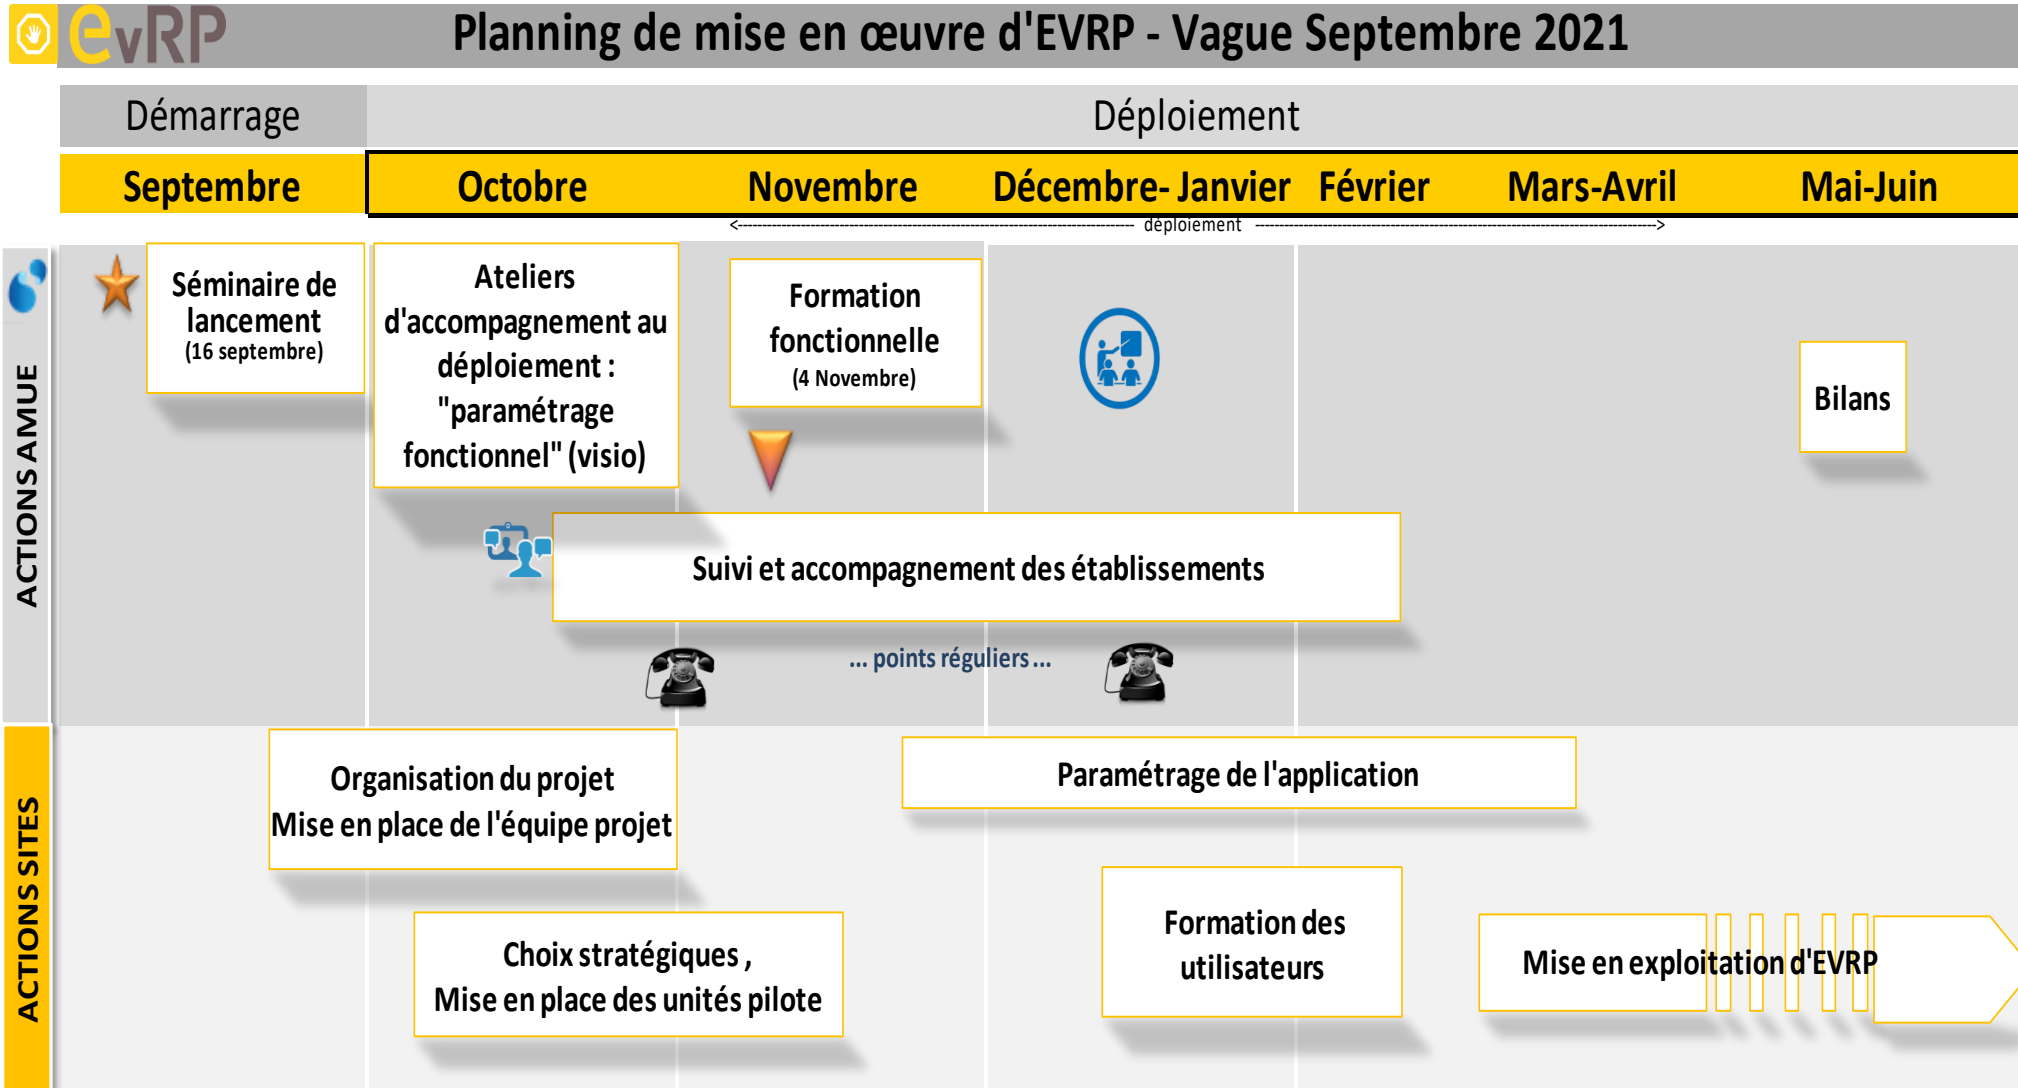 evRP
Planning de mise en œuvre d'EVRP - Vague Septembre 2021
Démarrage
Déploiement
Septembre
Octobre
Novembre
Décembre- Janvier
Février
Mars-Avril
Mai-Juin
<--- déploiement --->
ACTIONS AMUE
Séminaire de
lancement
(16 septembre)
Ateliers
d'accompagnement au
déploiement :
"paramétrage
fonctionnel" (visio)
Formation
fonctionnelle
(4 Novembre)
Bilans
Suivi et accompagnement des établissements
... points réguliers ...
ACTIONS SITES
Organisation du projet
Mise en place de l'équipe projet
Paramétrage de l'application
Choix stratégiques ,
Mise en place des unités pilote
Formation des
utilisateurs
Mise en exploitation d'EVRP